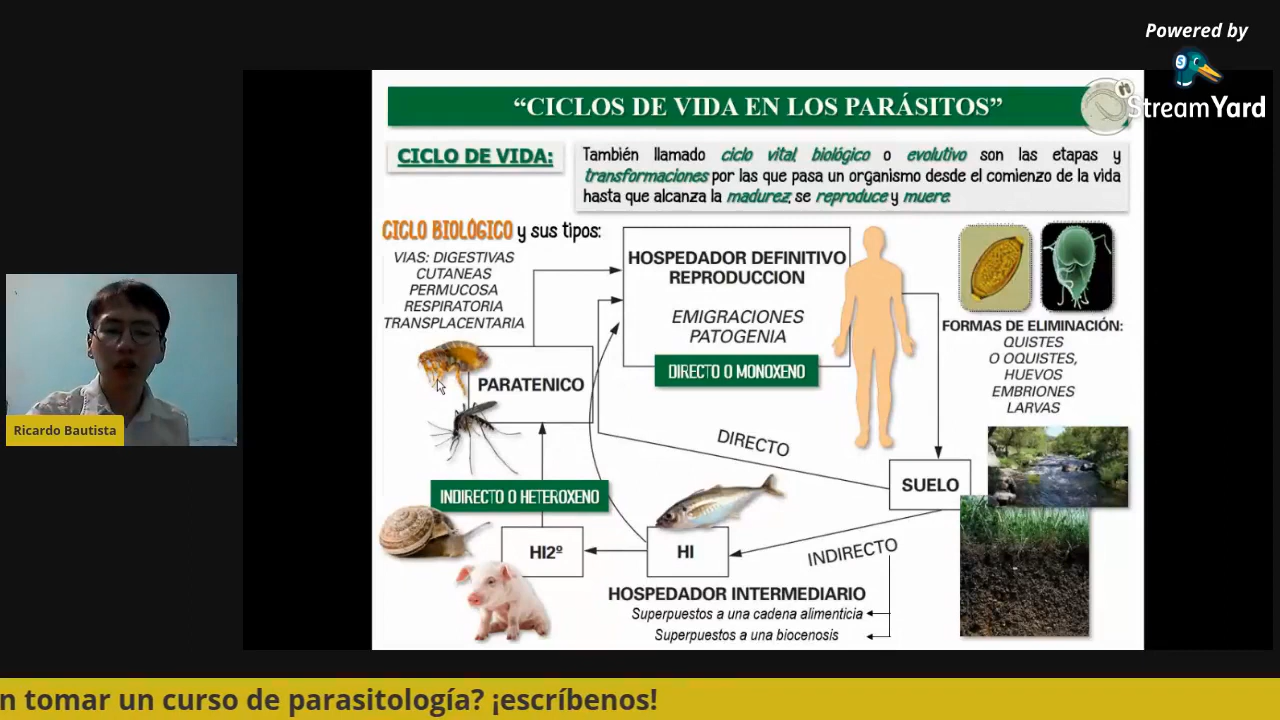 Powered by
StreamYard
“CICLOS DE VIDA EN LOS PARÁSITOS”
CICLO DE VIDA:
También llamado ciclo vital, biológico o evolutivo son las etapas y
transformaciones por las que pasa un organismo desde el comienzo de la vida
hasta que alcanza la madurez, se reproduce y muere.
CICLO BIOLÓGICO y sus tipos:
VIAS: DIGESTIVAS
CUTANEAS
PERMUCOSA
RESPIRATORIA
TRANSPLACENTARIA
HOSPEDADOR DEFINITIVO
REPRODUCCION
EMIGRACIONES
PATOGENIA
DIRECTO O MONOXENO
FORMAS DE ELIMINACIÓN:
QUISTES
O OQUISTES,
HUEVOS
EMBRIONES
LARVAS
PARATENICO
Ricardo Bautista
DIRECTO
SUELO
INDIRECTO O HETEROXENO
HI2º
HI
INDIRECTO
HOSPEDADOR INTERMEDIARIO
Superpuestos a una cadena alimenticia
Superpuestos a una biocenosis
n tomar un curso de parasitología? ¡escríbenos!